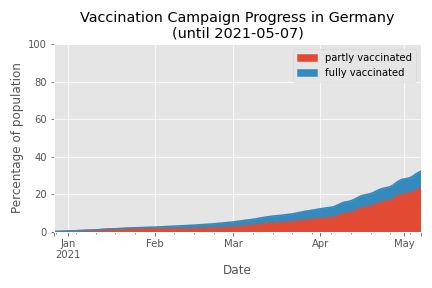 Vaccination Campaign Progress in Germany
(until 2021-05-07)
partly vaccinated
fully vaccinated
Percentage of population
100
80
60
40
20
0
Jan Feb Mar Apr May
2021
Date